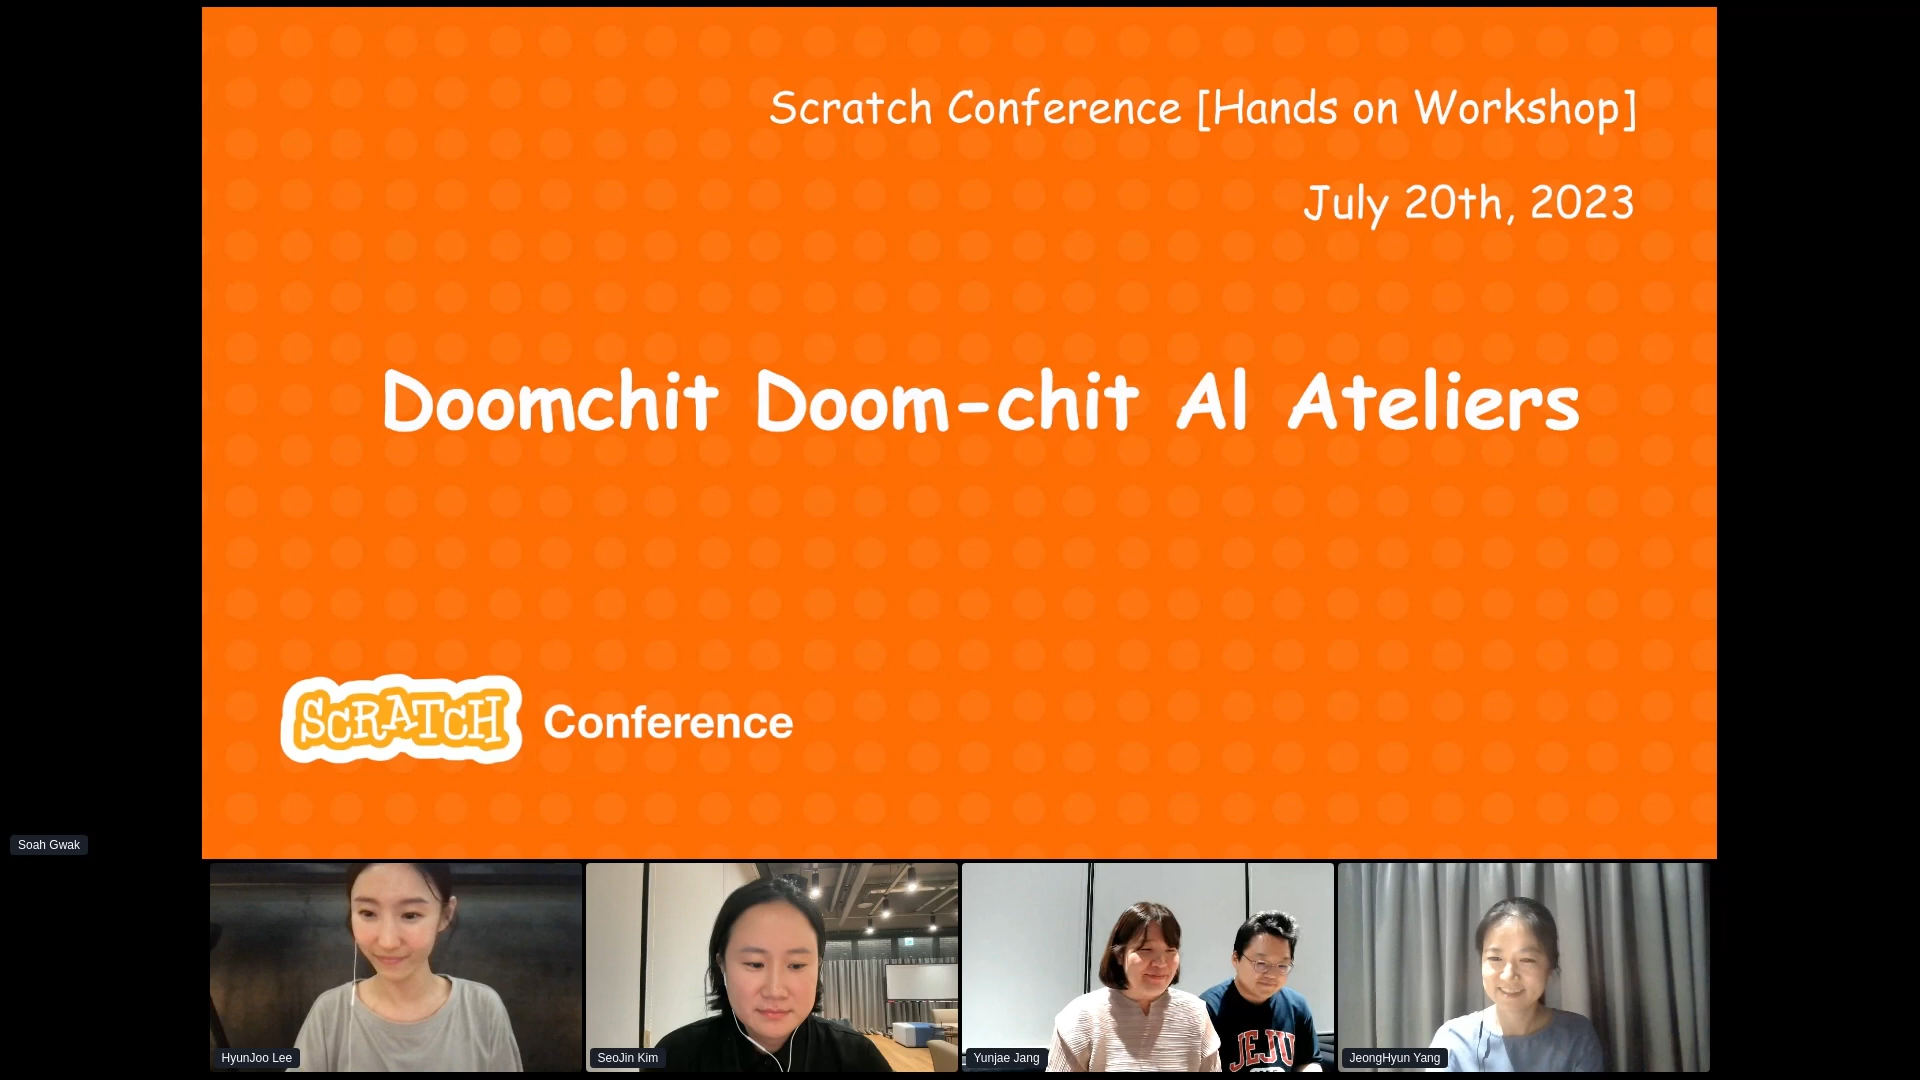 Scratch Conference [Hands on Workshop]
July 20th, 2023
Doomchit Doom-chit Al Ateliers
SCRATCH Conference
Soah Gwak
HyunJoo Lee
SeoJin Kim
Yunjae Jang
JEJU
JeongHyun Yang